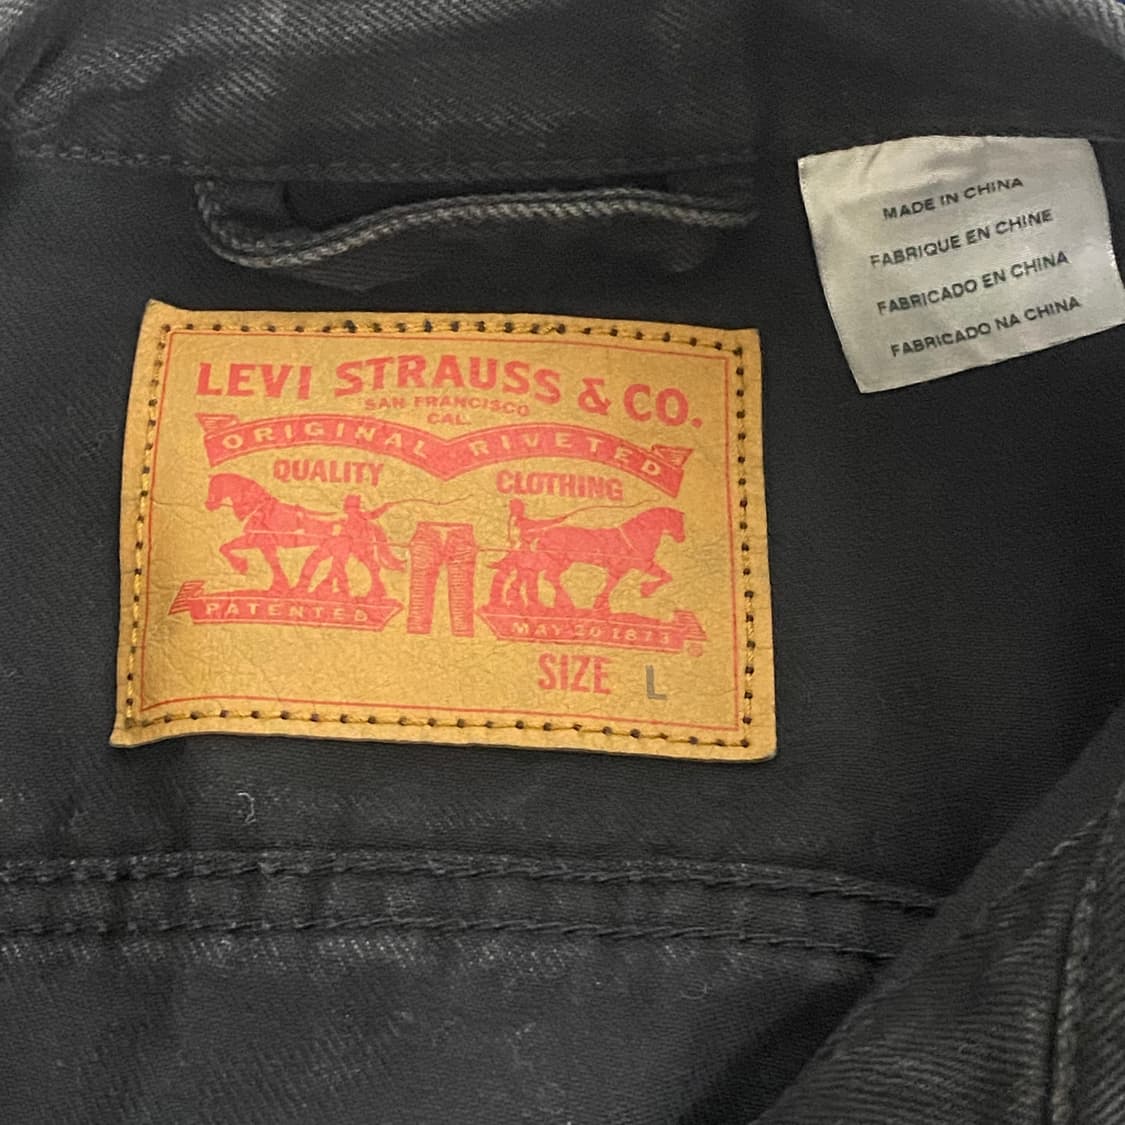 LEVI STRAUSS & CO.
SAN FRANCISCO
CAL.
ORIGINAL RIVETED
QUALITY CLOTHING
PATENTED MAY 20 1873 ®
SIZE L
MADE IN CHINA
FABRIQUE EN CHINE
FABRICADO EN CHINA
FABRICADO NA CHINA